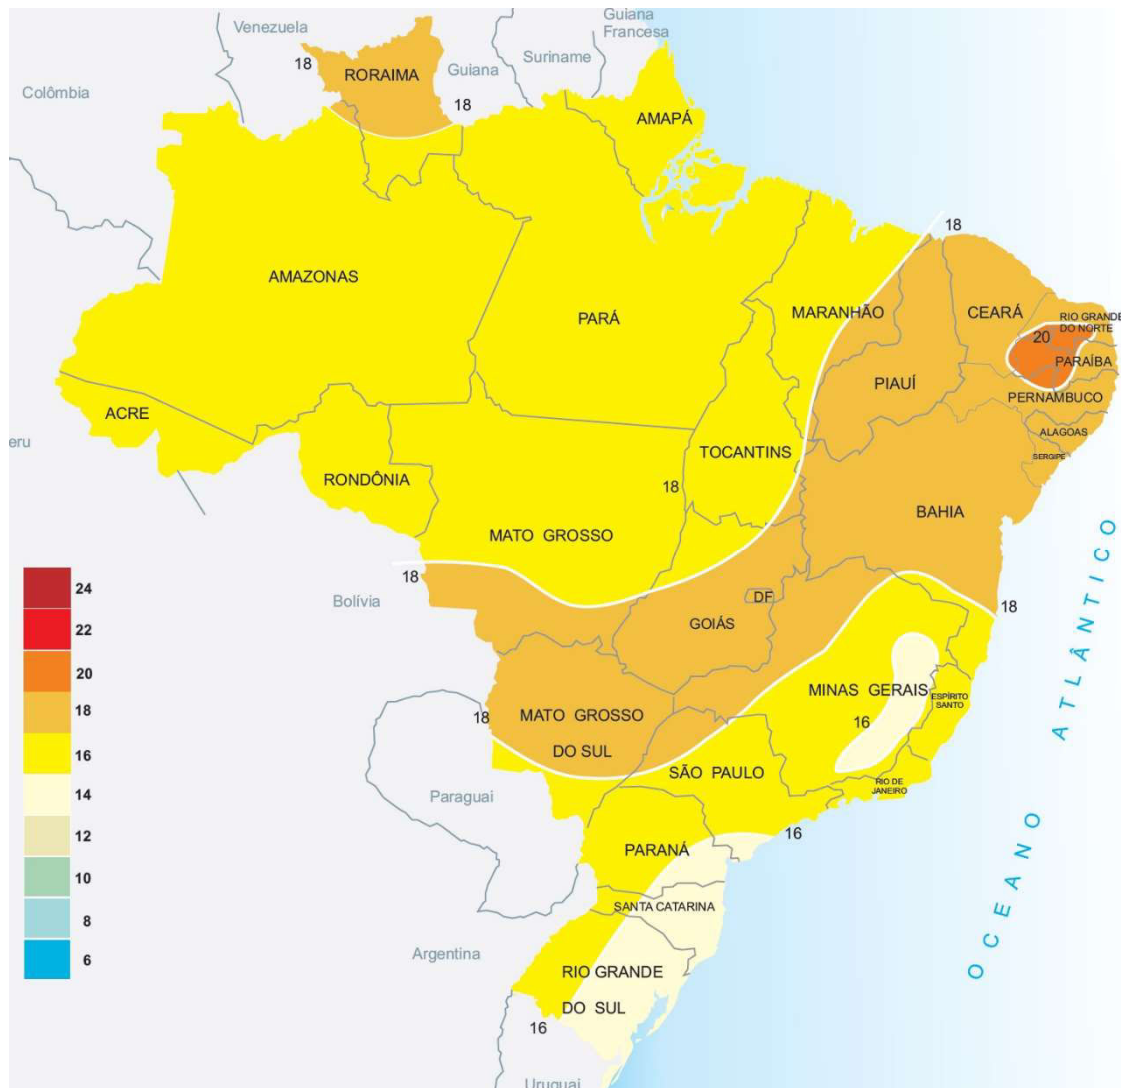 Venezuela
Guiana
Francesa
Suriname
18
RORAIMA
Guiana
Colômbia
18
AMAPÁ
18
AMAZONAS
PARÁ
MARANHÃO
CEARÁ
RIO GRANDE
DO NORTE
20
PARAÍBA
PIAUÍ
PERNAMBUCO
ACRE
ALAGOAS
eru
TOCANTINS
SERGIPE
RONDÔNIA
18
BAHIA
MATO GROSSO
18
24
Bolívia
DF
18
22
GOIÁS
20
MINAS GERAIS
ESPÍRITO
SANTO
18
18
MATO GROSSO
DO SUL
16
16
SÃO PAULO
RIO DE
JANEIRO
14
Paraguai
12
16
PARANÁ
10
SANTA CATARINA
8
Argentina
6
RIO GRANDE
DO SUL
16
Uruguai
OCEANO ATLÂNTICO